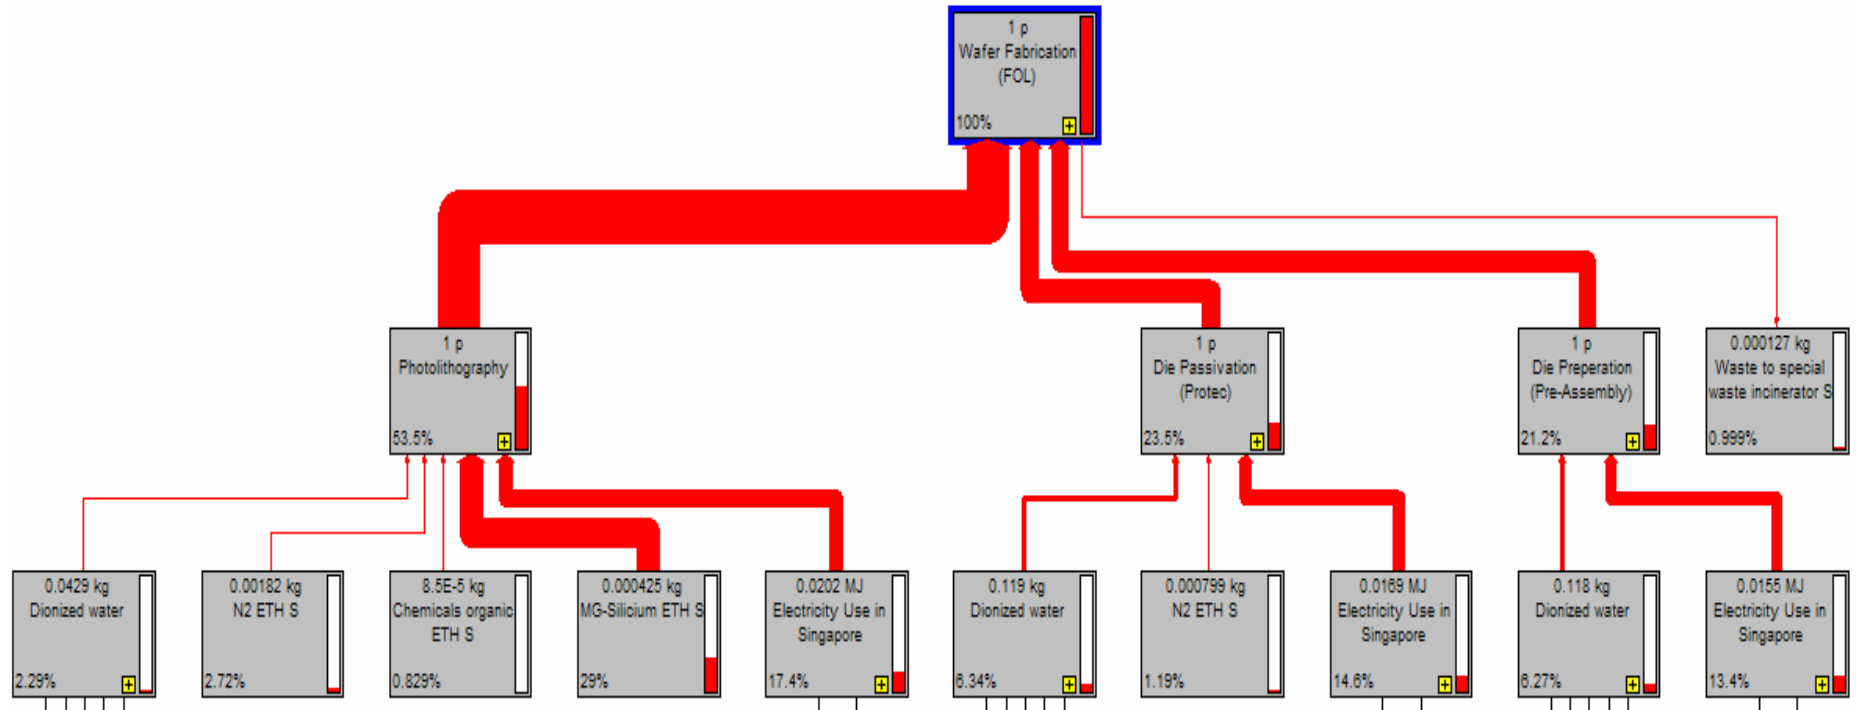 1 p
Wafer Fabrication
(FOL)
100%
1 p
Photolithography
53.5%
1 p
Die Passivation
(Protec)
23.5%
1 p
Die Preperation
(Pre-Assembly)
21.2%
0.000127 kg
Waste to special
waste incinerator S
0.999%
0.0429 kg
Dionized water
2.29%
0.00182 kg
N2 ETH S
2.72%
8.5E-5 kg
Chemicals organic
ETH S
0.829%
0.000425 kg
MG-Silicium ETH S
29%
0.0202 MJ
Electricity Use in
Singapore
17.4%
0.119 kg
Dionized water
6.34%
0.000799 kg
N2 ETH S
1.19%
0.0169 MJ
Electricity Use in
Singapore
14.6%
0.118 kg
Dionized water
6.27%
0.0155 MJ
Electricity Use in
Singapore
13.4%